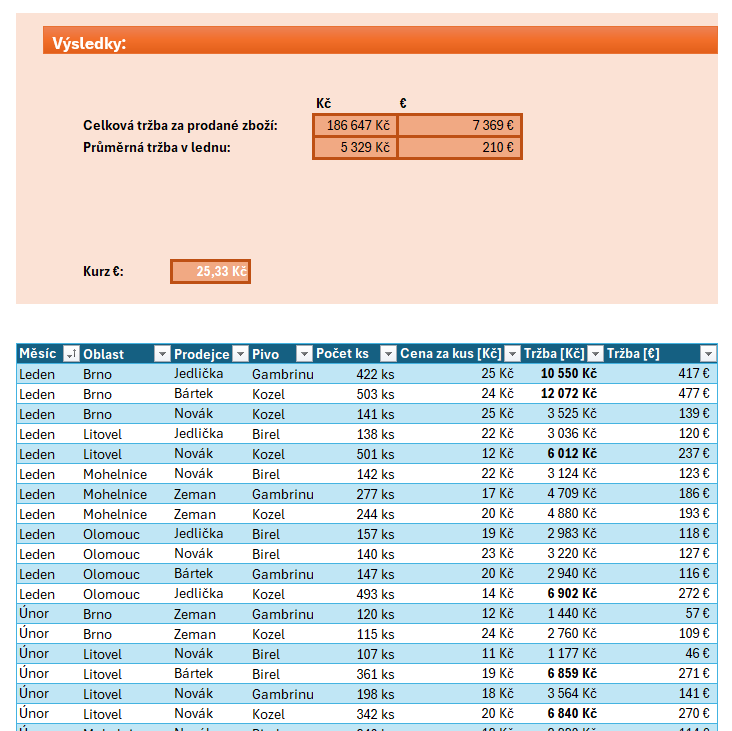 Výsledky:
Kč €
Celková tržba za prodané zboží: 186 647 Kč 7 369 €
Průměrná tržba v lednu: 5 329 Kč 210 €
Kurz €: 25,33 Kč
Měsíc Oblast Prodejce Pivo Počet ks Cena za kus [Kč] Tržba [Kč] Tržba [€]
Leden Brno Jedlička Gambrinu 422 ks 25 Kč 10 550 Kč 417 €
Leden Brno Bártek Kozel 503 ks 24 Kč 12 072 Kč 477 €
Leden Brno Novák Kozel 141 ks 25 Kč 3 525 Kč 139 €
Leden Litovel Jedlička Birel 138 ks 22 Kč 3 036 Kč 120 €
Leden Litovel Novák Kozel 501 ks 12 Kč 6 012 Kč 237 €
Leden Mohelnice Novák Birel 142 ks 22 Kč 3 124 Kč 123 €
Leden Mohelnice Zeman Gambrinu 277 ks 17 Kč 4 709 Kč 186 €
Leden Mohelnice Zeman Kozel 244 ks 20 Kč 4 880 Kč 193 €
Leden Olomouc Jedlička Birel 157 ks 19 Kč 2 983 Kč 118 €
Leden Olomouc Novák Birel 140 ks 23 Kč 3 220 Kč 127 €
Leden Olomouc Bártek Gambrinu 147 ks 20 Kč 2 940 Kč 116 €
Leden Olomouc Jedlička Kozel 493 ks 14 Kč 6 902 Kč 272 €
Únor Brno Zeman Gambrinu 120 ks 12 Kč 1 440 Kč 57 €
Únor Brno Zeman Kozel 115 ks 24 Kč 2 760 Kč 109 €
Únor Litovel Novák Birel 107 ks 11 Kč 1 177 Kč 46 €
Únor Litovel Bártek Birel 361 ks 19 Kč 6 859 Kč 271 €
Únor Litovel Novák Gambrinu 198 ks 18 Kč 3 564 Kč 141 €
Únor Litovel Novák Kozel 342 ks 20 Kč 6 840 Kč 270 €